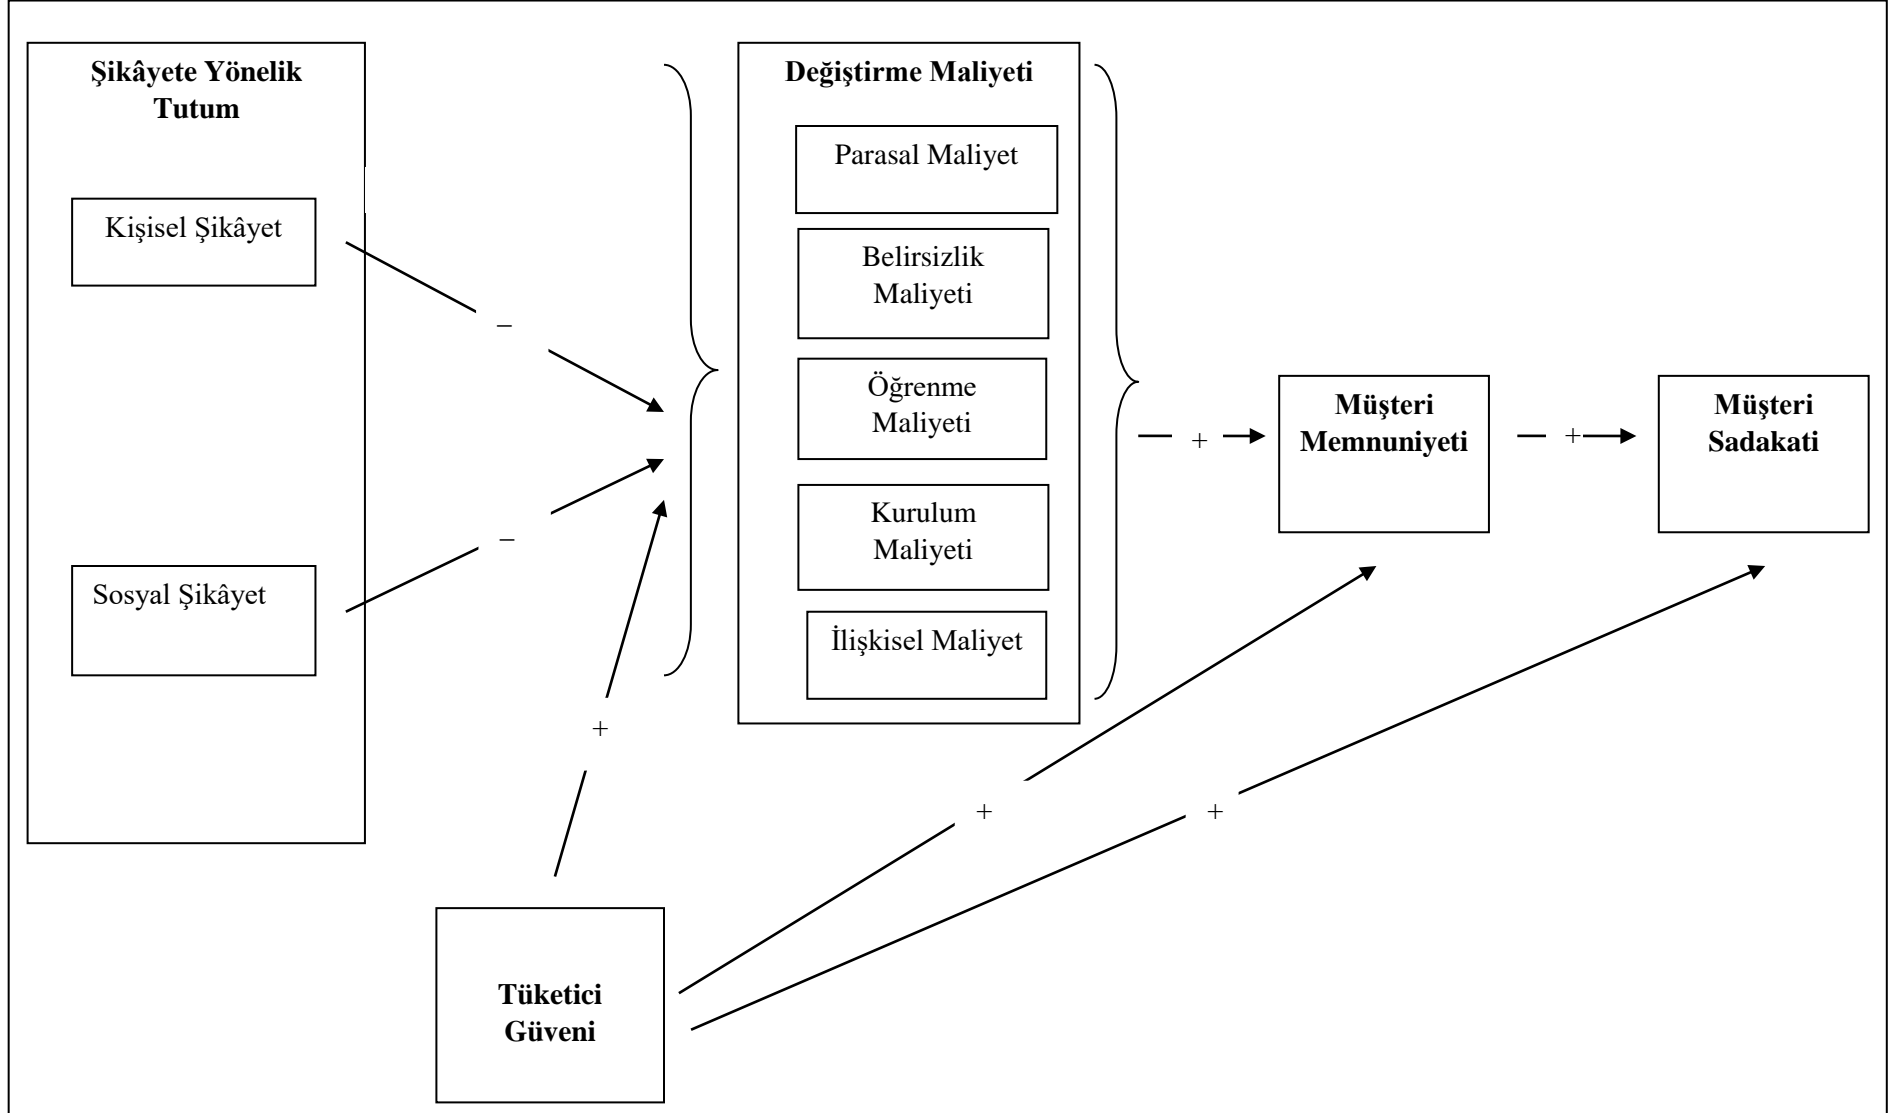 Şikâyete Yönelik
Tutum
Kişisel Şikâyet
Sosyal Şikâyet
–
–
+
Değiştirme Maliyeti
Parasal Maliyet
Belirsizlik
Maliyeti
Öğrenme
Maliyeti
Kurulum
Maliyeti
İlişkisel Maliyet
+
Müşteri
Memnuniyeti
+
Müşteri
Sadakati
+
+
Tüketici
Güveni